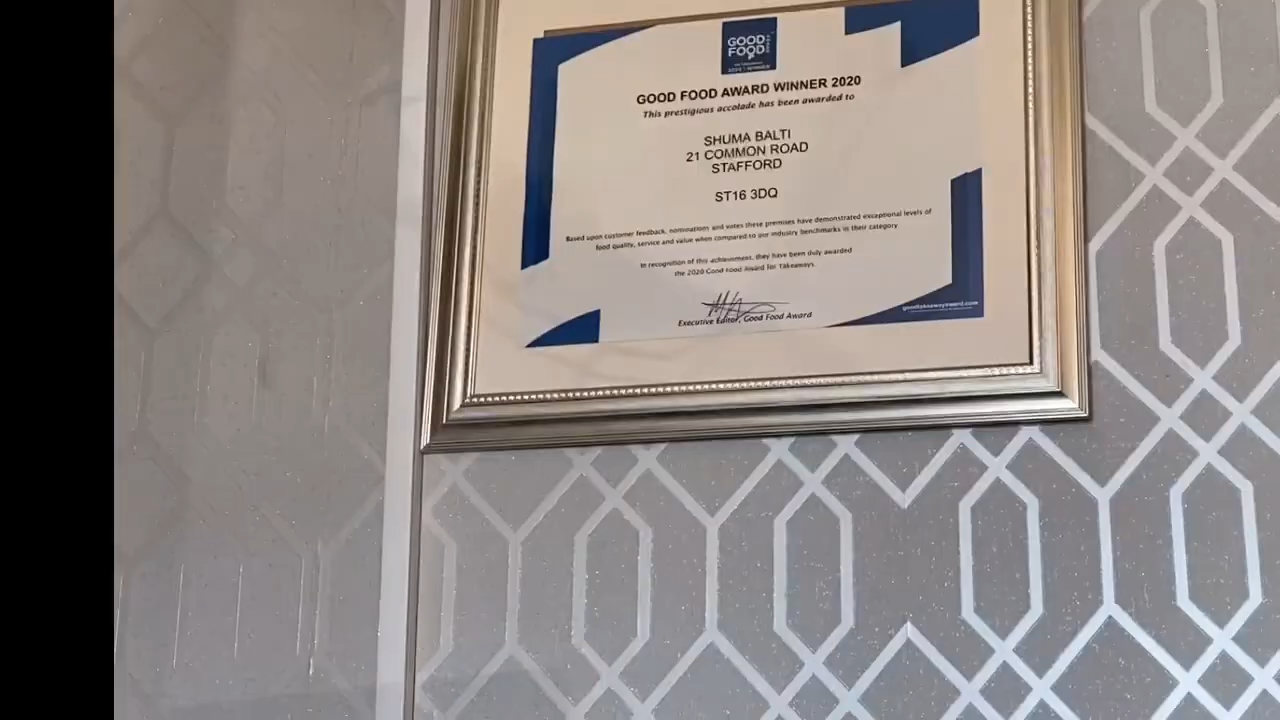 GOOD
FOOD
GOOD FOOD AWARD WINNER 2020
This prestigious accolade has been awarded to
SHUMA BALTI
21 COMMON ROAD
STAFFORD
ST16 3DQ
Based upon customer feedback, nominations and votes these premises have demonstrated exceptional levels of
food quality, service and value when compared to our industry benchmarks in their category
In recognition of this achievement, they have been duly awarded
the 2020 Good Food Award for Takeaways
Executive Editor, Good Food Award